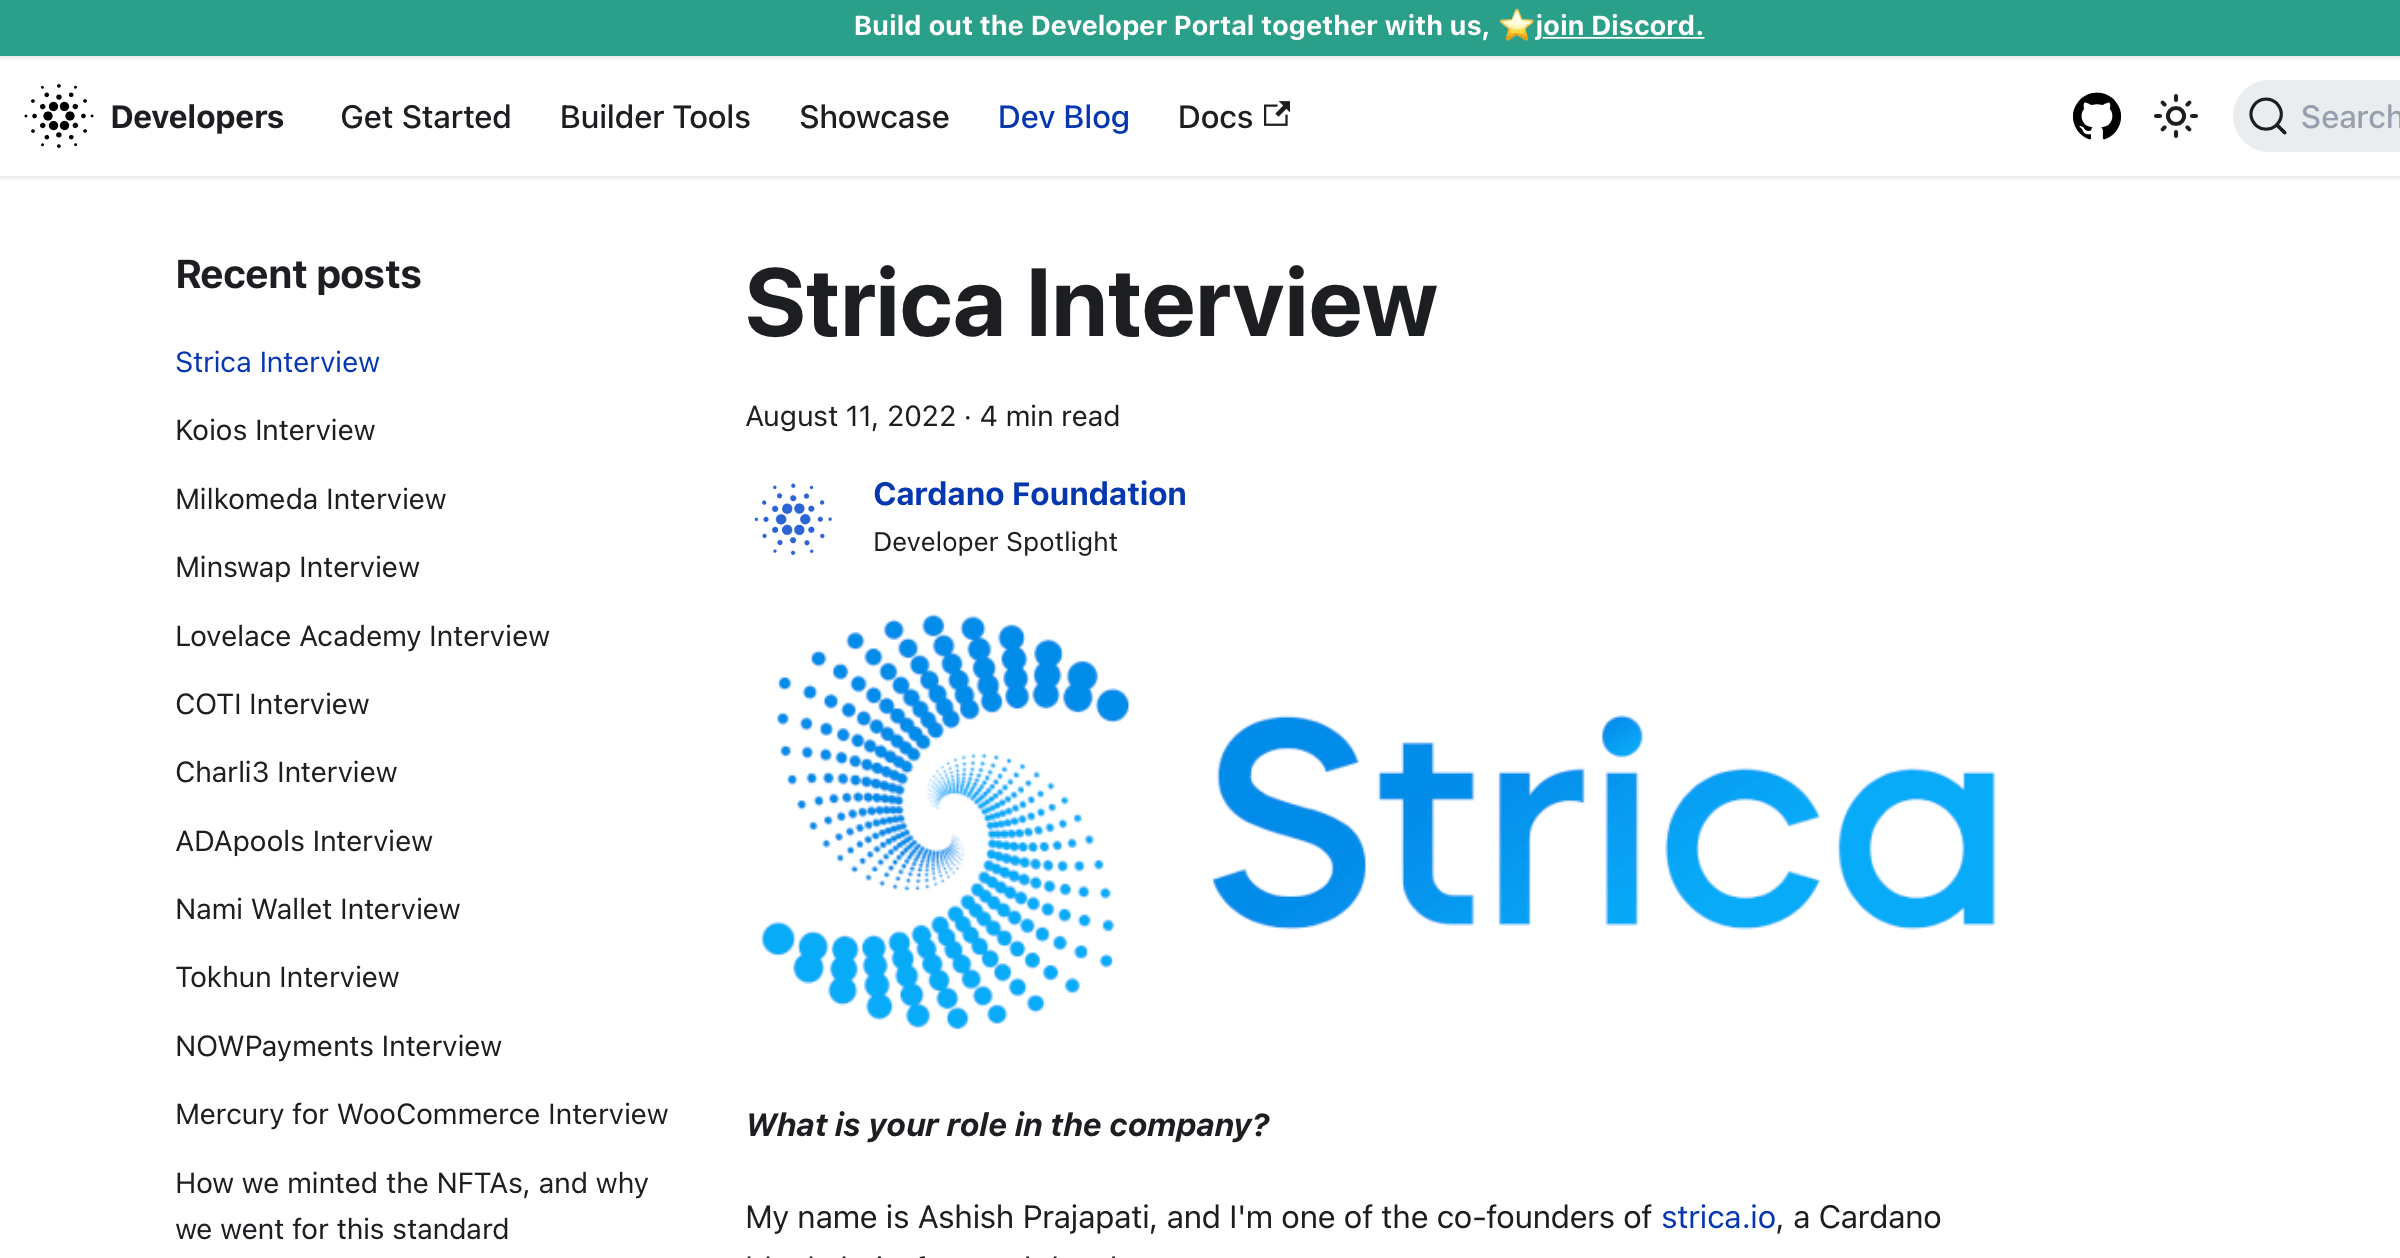 Build out the Developer Portal together with us, ⭐join Discord.
Developers Get Started Builder Tools Showcase Dev Blog Docs Search
Recent posts
Strica Interview
Koios Interview
Milkomeda Interview
Minswap Interview
Lovelace Academy Interview
COTI Interview
Charli3 Interview
ADApools Interview
Nami Wallet Interview
Tokhun Interview
NOWPayments Interview
Mercury for WooCommerce Interview
How we minted the NFTAs, and why
we went for this standard
Strica Interview
August 11, 2022 · 4 min read
Cardano Foundation
Developer Spotlight
Strica
What is your role in the company?
My name is Ashish Prajapati, and I'm one of the co-founders of strica.io, a Cardano